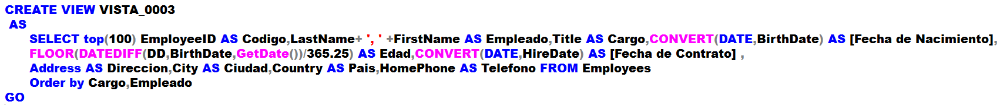 CREATE VIEW VISTA_0003
AS
SELECT top(100) EmployeeID AS Codigo,LastName+ ', ' +FirstName AS Empleado,Title AS Cargo,CONVERT(DATE,BirthDate) AS [Fecha de Nacimiento],
FLOOR(DATEDIFF(DD,BirthDate,GetDate())/365.25) AS Edad,CONVERT(DATE,HireDate) AS [Fecha de Contrato] ,
Address AS Direccion,City AS Ciudad,Country AS Pais,HomePhone AS Telefono FROM Employees
Order by Cargo,Empleado
GO